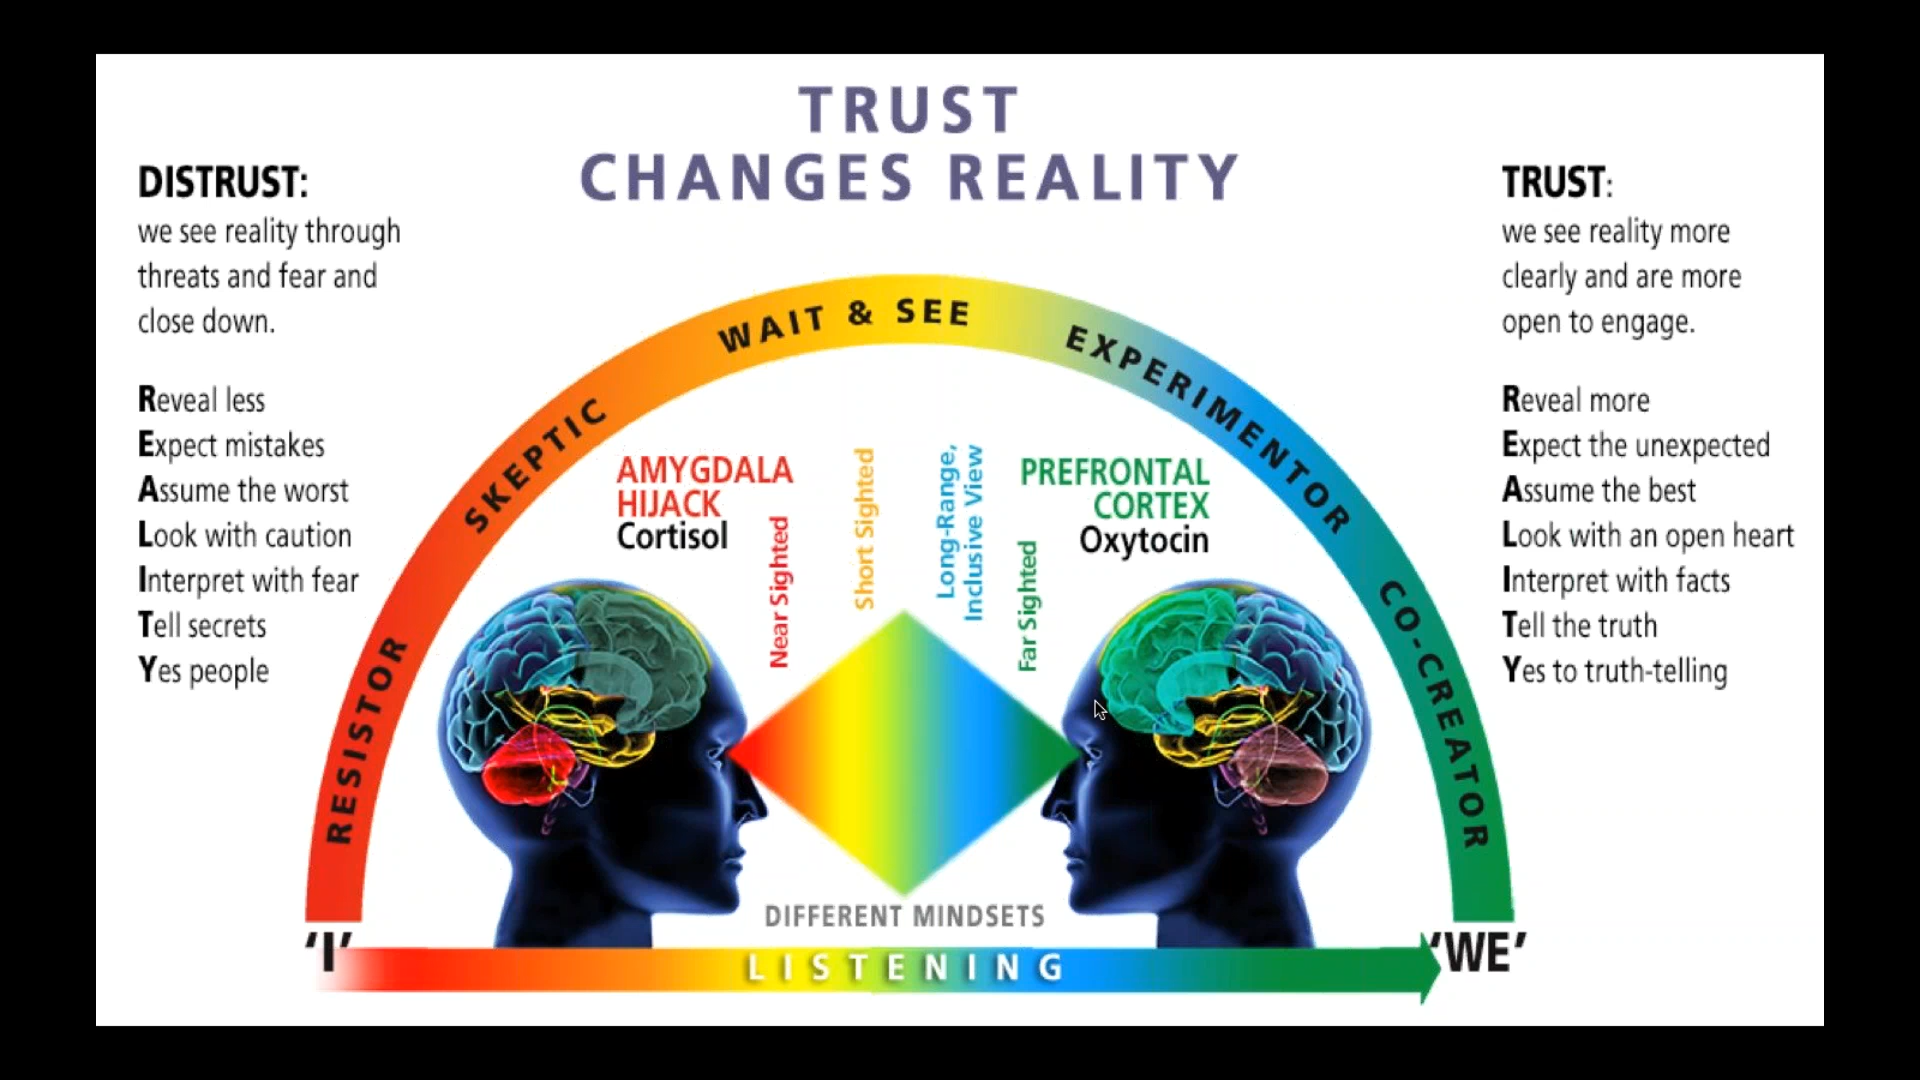 TRUST
CHANGES REALITY
DISTRUST:
we see reality through
threats and fear and
close down.
Reveal less
Expect mistakes
Assume the worst
Look with caution
Interpret with fear
Tell secrets
Yes people
RESISTOR
SKEPTIC
WAIT & SEE
EXPERIMENTOR
CO-CREATOR
AMYGDALA
HIJACK
Cortisol
Near Sighted
Short Sighted
Long-Range,
Inclusive View
Far Sighted
PREFRONTAL
CORTEX
Oxytocin
DIFFERENT MINDSETS
‘I’
LISTENING
‘WE’
TRUST:
we see reality more
clearly and are more
open to engage.
Reveal more
Expect the unexpected
Assume the best
Look with an open heart
Interpret with facts
Tell the truth
Yes to truth-telling